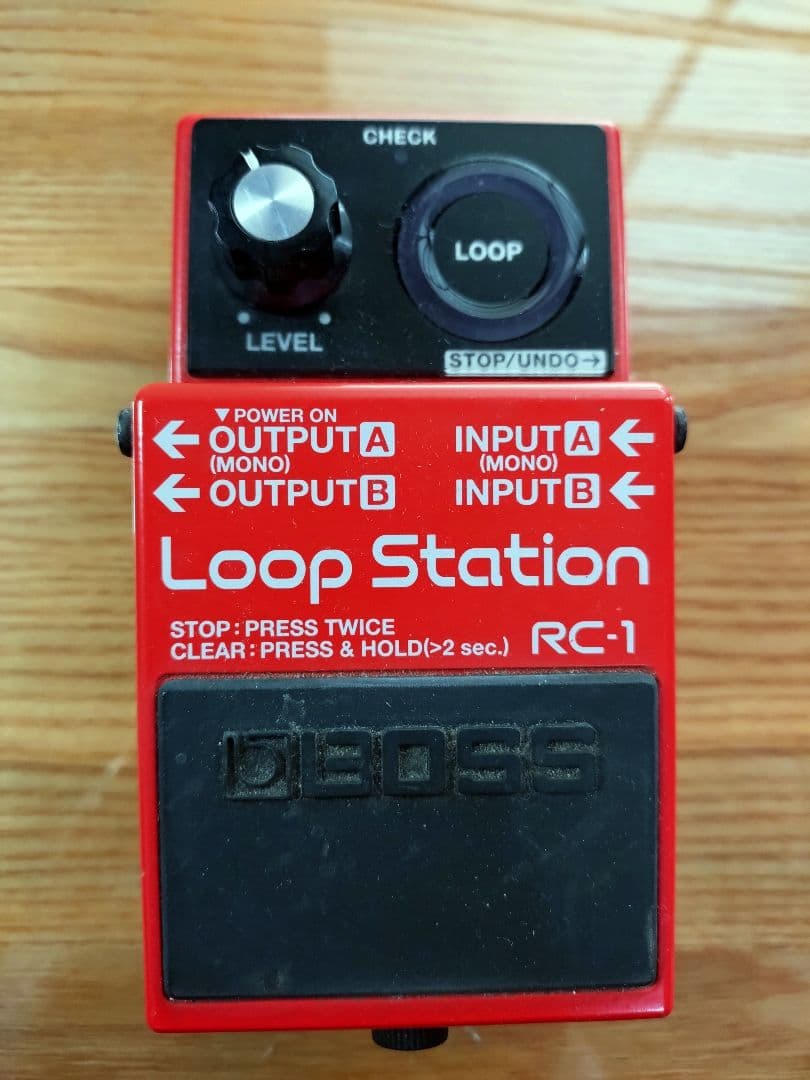 CHECK
LOOP
LEVEL
STOP/UNDO→
▼POWER ON
←OUTPUT A
(MONO)
←OUTPUT B
INPUT A←
(MONO)
INPUT B←
Loop Station
STOP:PRESS TWICE
CLEAR:PRESS & HOLD(>2 sec.)
RC-1
BOSS